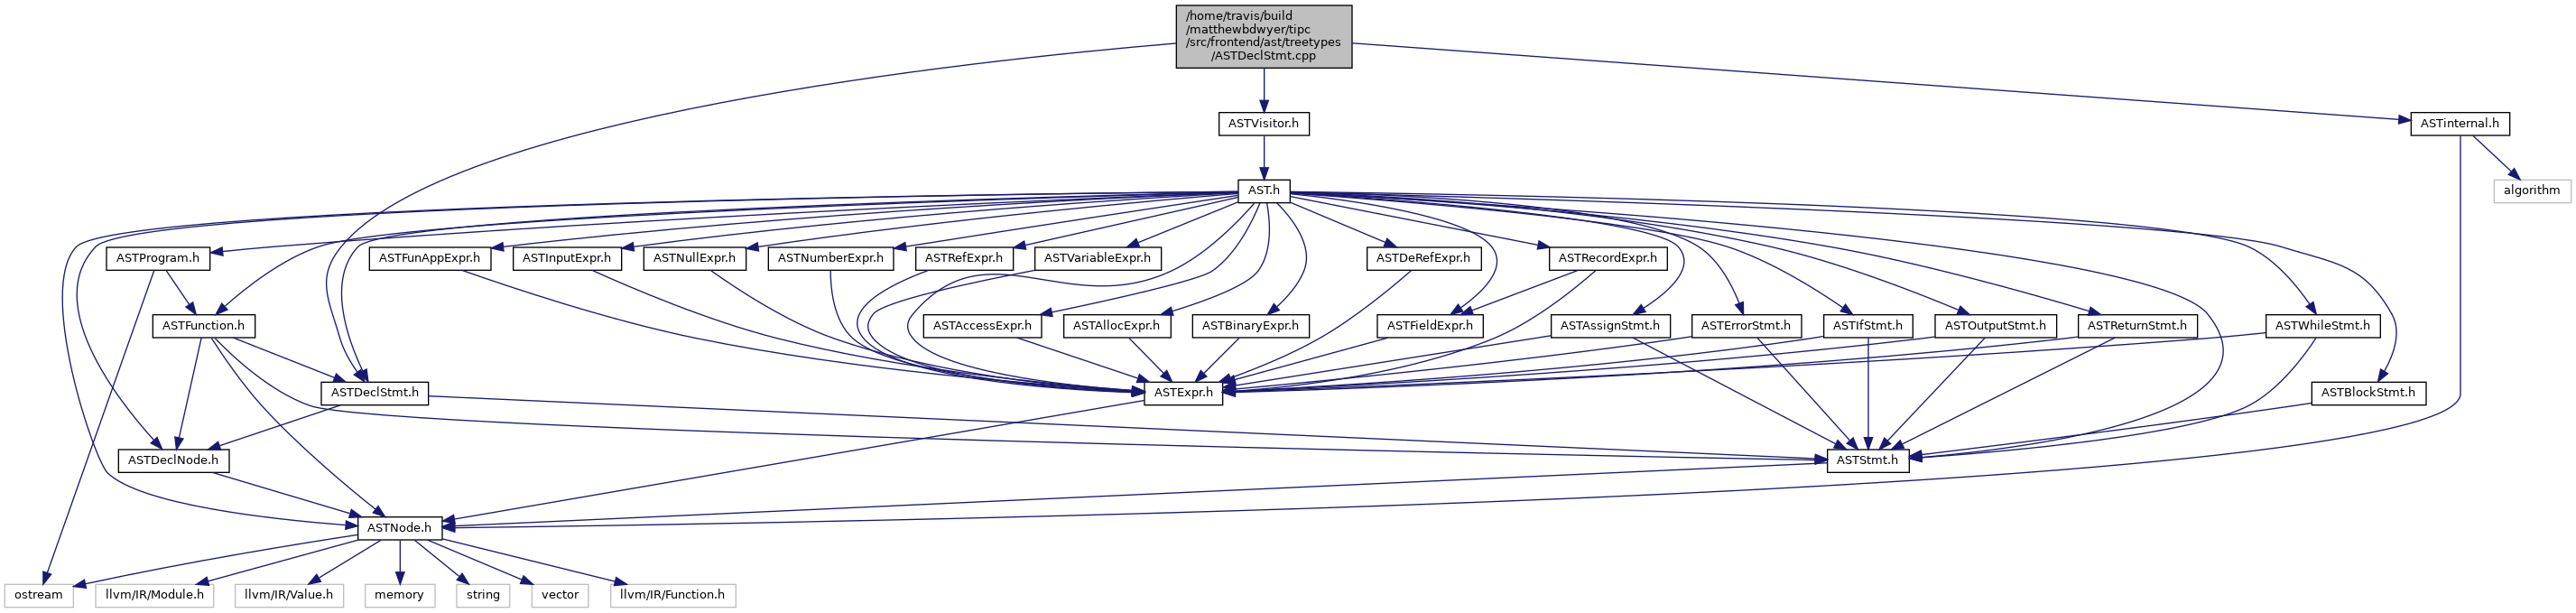 /home/travis/build
/matthewbdwyer/tipc
/src/frontend/ast/treetypes
/ASTDeclStmt.cpp
ASTVisitor.h
ASTinternal.h
AST.h
algorithm
ASTProgram.h
ASTFunAppExpr.h
ASTInputExpr.h
ASTNullExpr.h
ASTNumberExpr.h
ASTRefExpr.h
ASTVariableExpr.h
ASTDeRefExpr.h
ASTRecordExpr.h
ASTFunction.h
ASTAccessExpr.h
ASTAllocExpr.h
ASTBinaryExpr.h
ASTFieldExpr.h
ASTAssignStmt.h
ASTErrorStmt.h
ASTIfStmt.h
ASTOutputStmt.h
ASTReturnStmt.h
ASTWhileStmt.h
ASTDeclStmt.h
ASTExpr.h
ASTBlockStmt.h
ASTDeclNode.h
ASTStmt.h
ASTNode.h
ostream
llvm/IR/Module.h
llvm/IR/Value.h
memory
string
vector
llvm/IR/Function.h